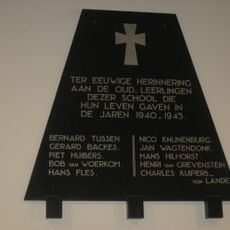 TER EEUWIGE HERINNERING
AAN DE OUD, LEERLINGEN
DEZER SCHOOL DIE
HUN LEVEN GAVEN IN
DE JAREN 1940-1945.
BERNARD TIJSSEN.
GERARD BACKES.
PIET HUIBERS.
BOB VAN WOERKOM.
HANS FLES.
NICO KNIJNENBURG.
JAN WAGTENDONK.
HANS HILHORST.
HENRI VAN GREVENSTEIN.
CHARLES KUIPERS-
VON LANDE